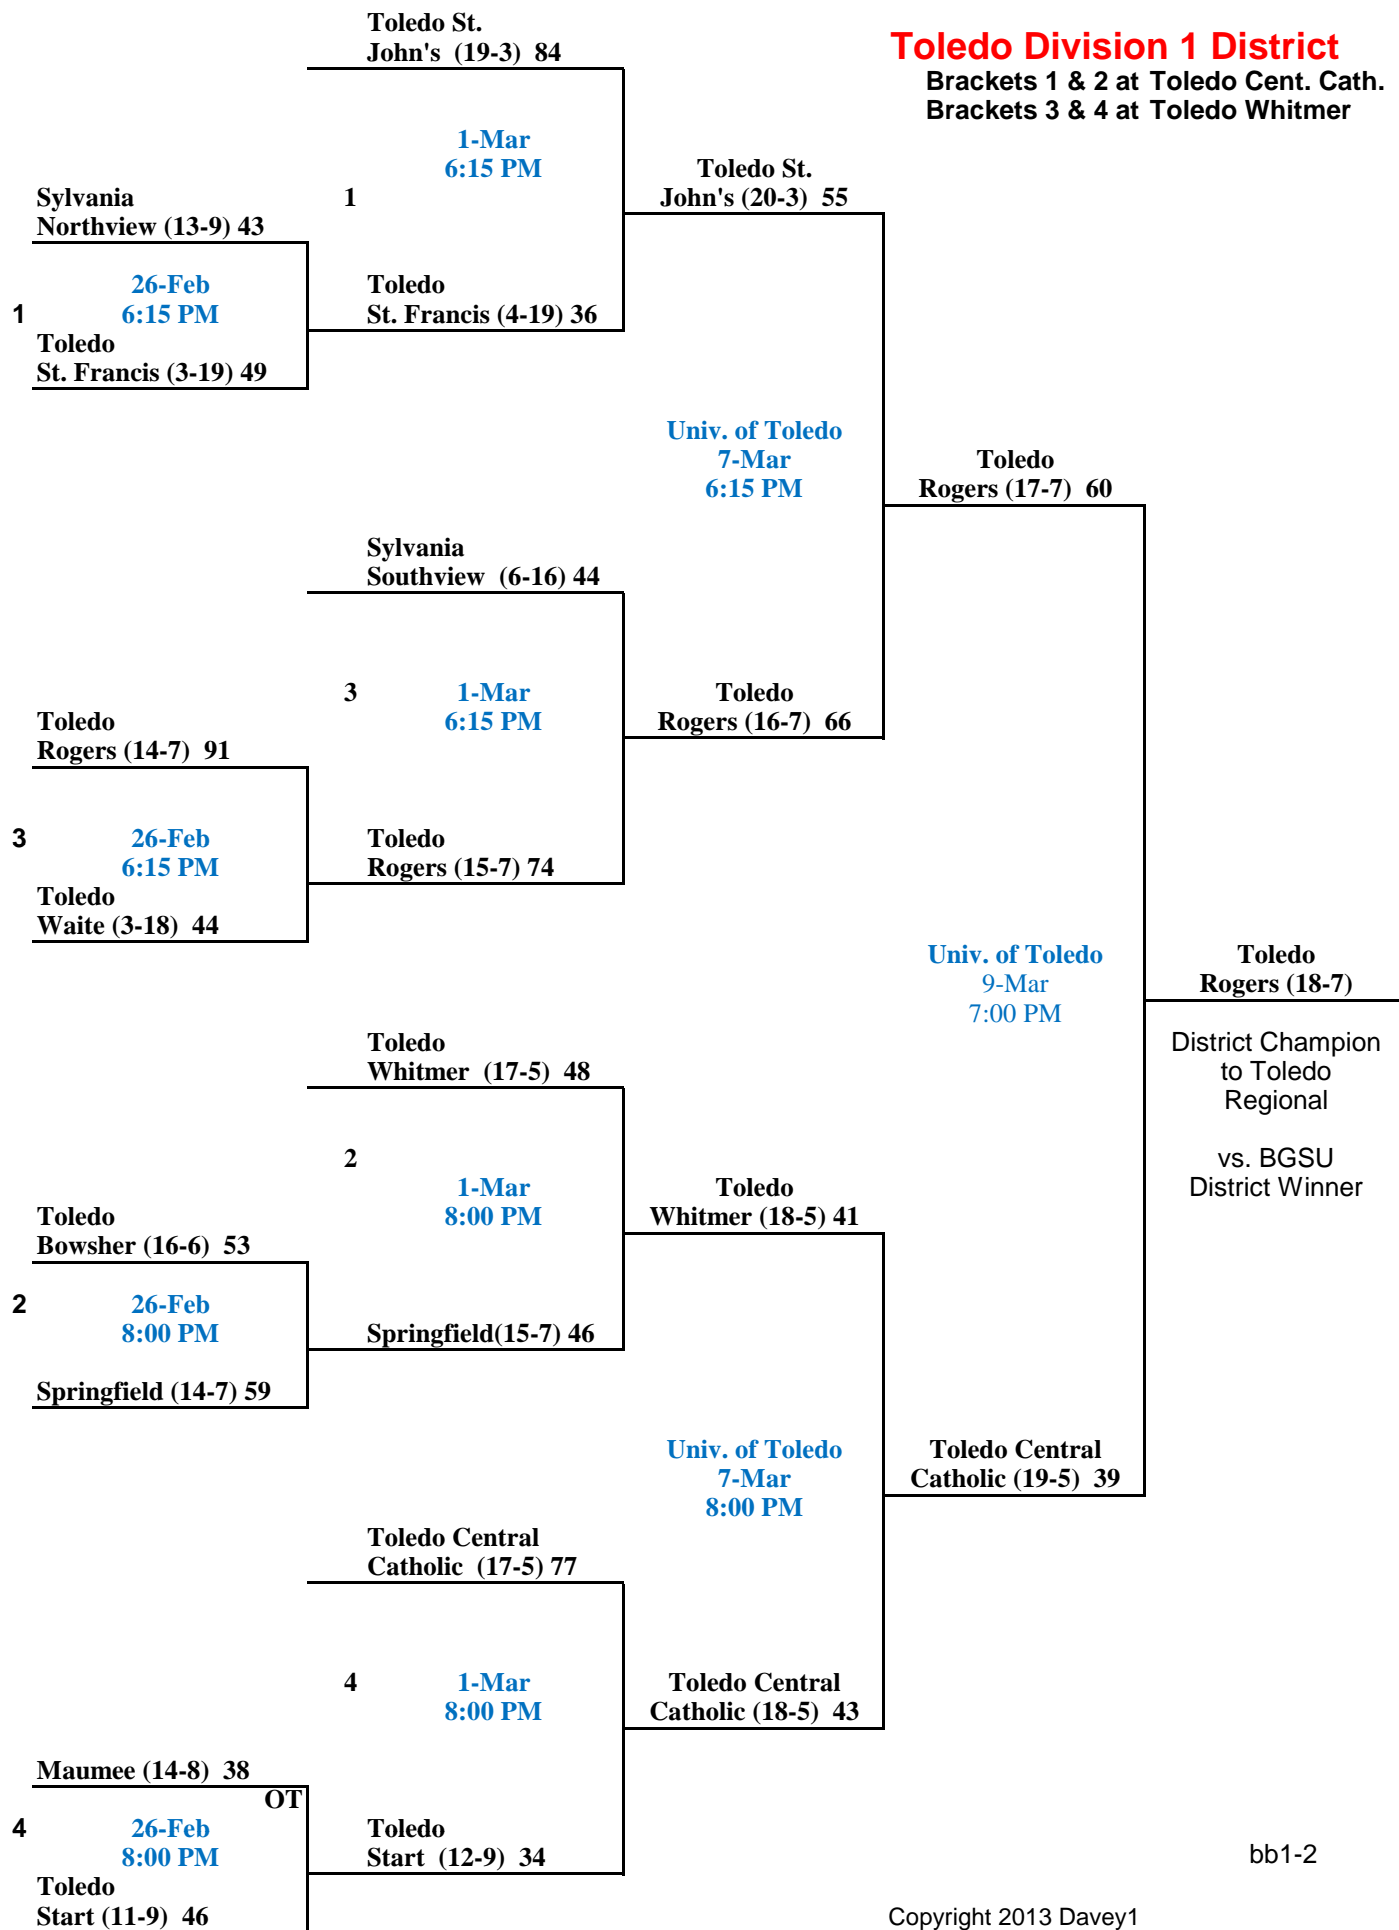 Toledo St.
John's (19-3) 84
Toledo Division 1 District
Brackets 1 & 2 at Toledo Cent. Cath.
Brackets 3 & 4 at Toledo Whitmer
1-Mar
6:15 PM
Toledo St.
John's (20-3) 55
1
Sylvania
Northview (13-9) 43
26-Feb
6:15 PM
1
Toledo
St. Francis (4-19) 36
Toledo
St. Francis (3-19) 49
Univ. of Toledo
7-Mar
6:15 PM
Toledo
Rogers (17-7) 60
Sylvania
Southview (6-16) 44
3
1-Mar
6:15 PM
Toledo
Rogers (16-7) 66
Toledo
Rogers (14-7) 91
3
26-Feb
6:15 PM
Toledo
Rogers (15-7) 74
Toledo
Waite (3-18) 44
Univ. of Toledo
9-Mar
7:00 PM
Toledo
Rogers (18-7)
District Champion
to Toledo
Regional
vs. BGSU
District Winner
Toledo
Whitmer (17-5) 48
2
1-Mar
8:00 PM
Toledo
Whitmer (18-5) 41
Toledo
Bowsher (16-6) 53
2
26-Feb
8:00 PM
Springfield(15-7) 46
Springfield (14-7) 59
Univ. of Toledo
7-Mar
8:00 PM
Toledo Central
Catholic (19-5) 39
Toledo Central
Catholic (17-5) 77
4
1-Mar
8:00 PM
Toledo Central
Catholic (18-5) 43
Maumee (14-8) 38
OT
4
26-Feb
8:00 PM
Toledo
Start (12-9) 34
Toledo
Start (11-9) 46
bb1-2
Copyright 2013 Davey1